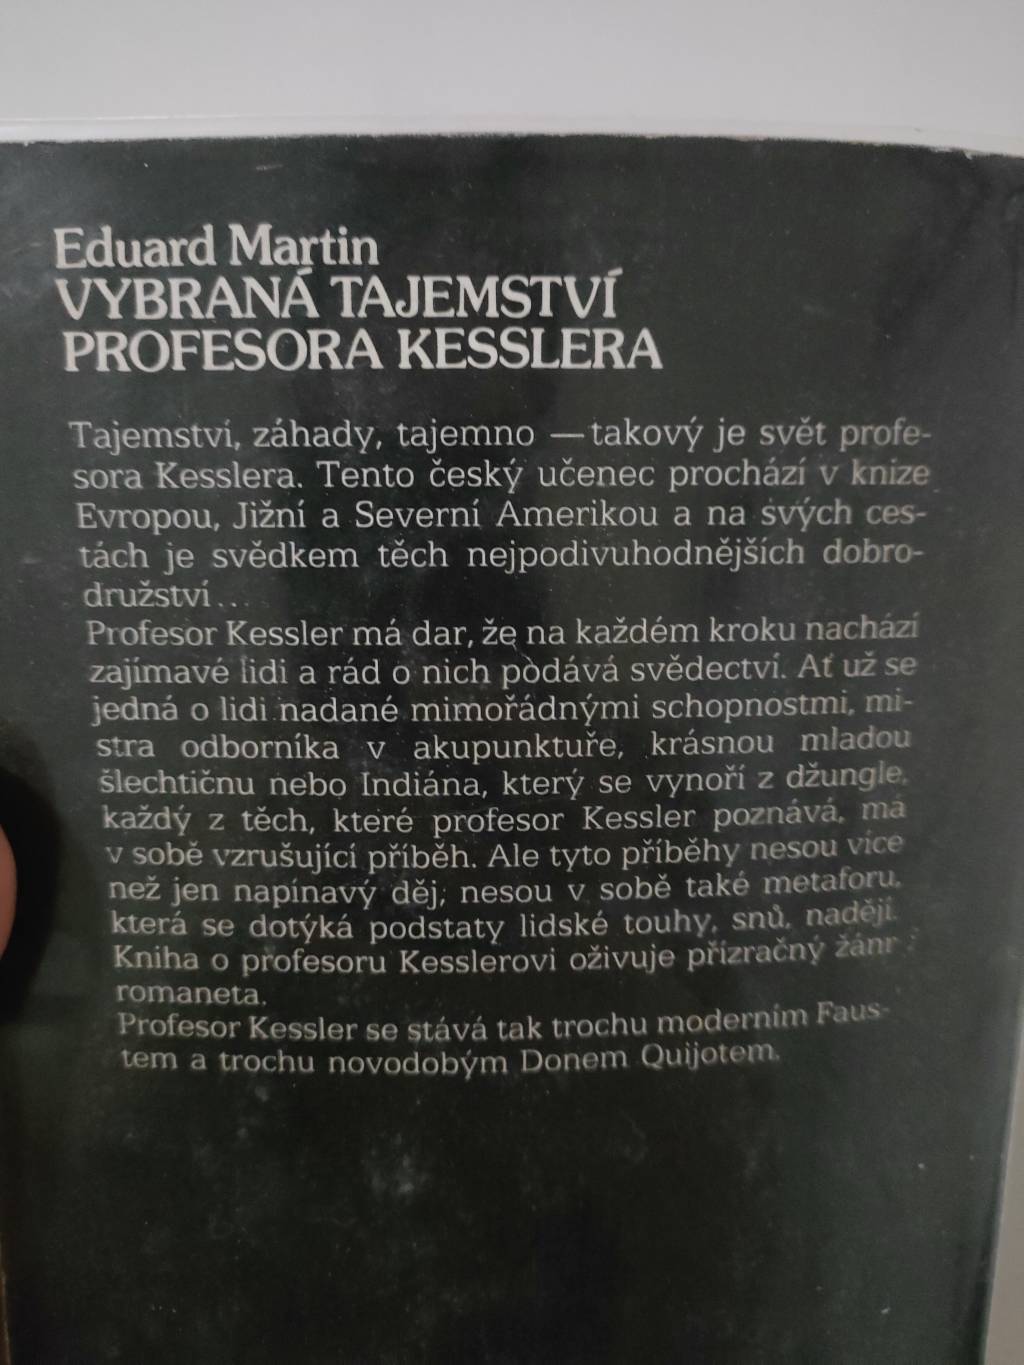 Eduard Martin
VYBRANÁ TAJEMSTVÍ
PROFESORA KESSLERA
Tajemství, záhady, tajemno — takový je svět profe-
sora Kesslera. Tento český učenec prochází v knize
Evropou, Jižní a Severní Amerikou a na svých ces-
tách je svědkem těch nejpodivuhodnějších dobro-
družství...
Profesor Kessler má dar, že na každém kroku nachází
zajímavé lidi a rád o nich podává svědectví. Ať už se
jedná o lidi nadané mimořádnými schopnostmi, mi-
stra odborníka v akupunktuře, krásnou mladou
šlechtičnu nebo Indiána, který se vynoří z džungle,
každý z těch, které profesor Kessler poznává, má
v sobě vzrušující příběh. Ale tyto příběhy nesou více
než jen napínavý děj; nesou v sobě také metaforu,
která se dotýká podstaty lidské touhy, snů, nadějí.
Kniha o profesoru Kesslerovi oživuje přízračný žánr
romaneta.
Profesor Kessler se stává tak trochu moderním Faus-
tem a trochu novodobým Donem Quijotem.